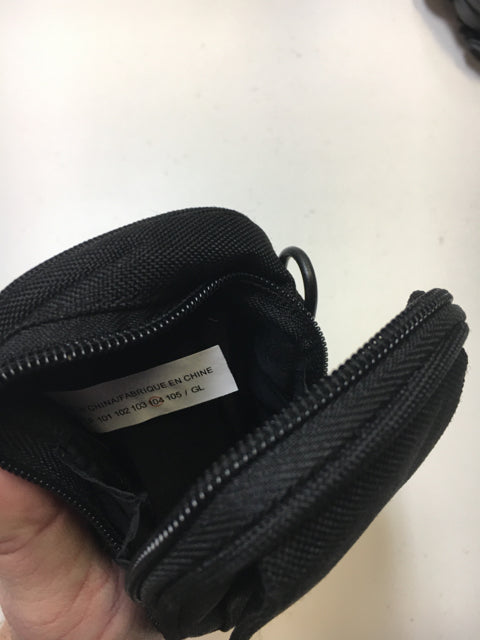 CHINA/FABRIQUE EN CHINE
101 102 103 104 105 / GL